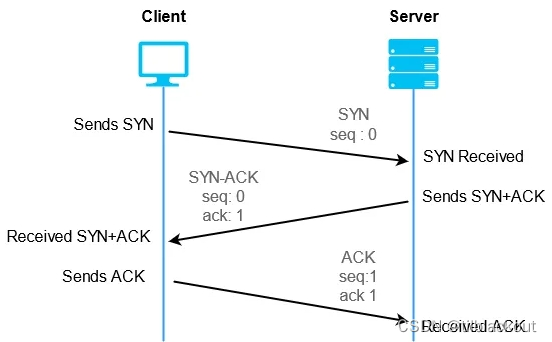 Client
Server
SYN
seq : 0
Sends SYN
SYN Received
SYN-ACK
seq: 0
ack: 1
Sends SYN+ACK
Received SYN+ACK
ACK
seq:1
ack 1
Sends ACK
Received ACK
CSDN